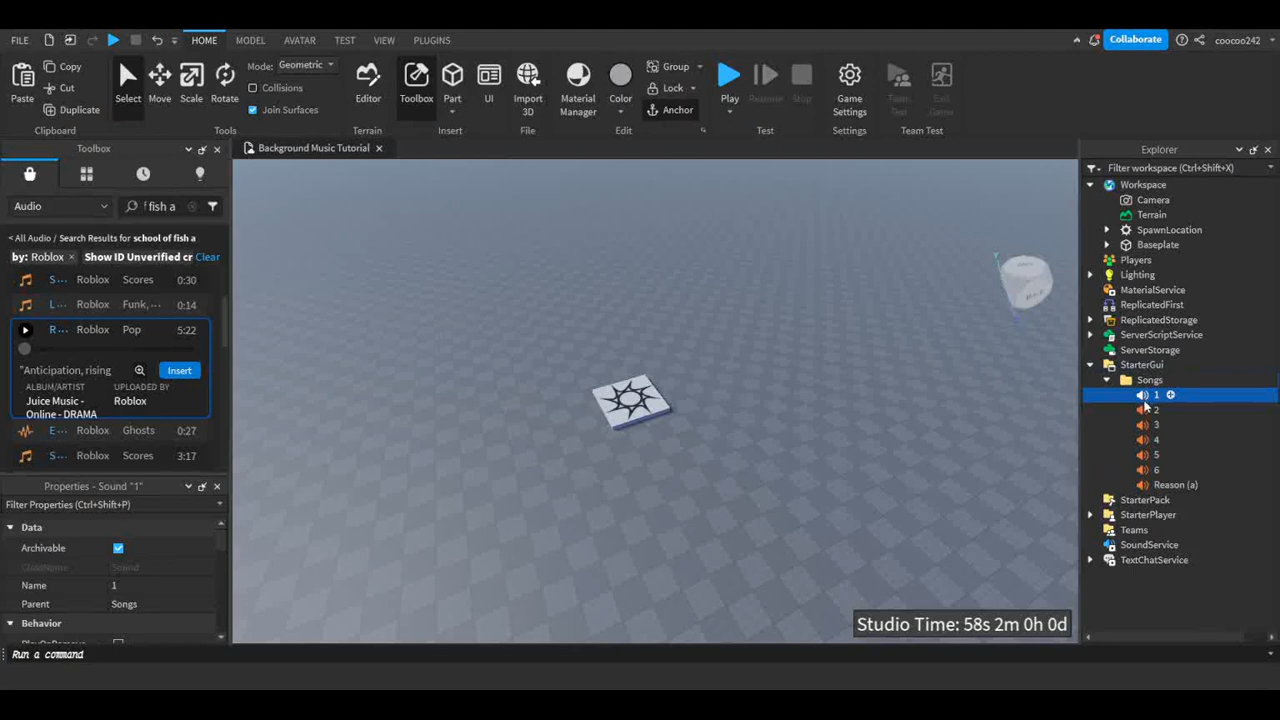 FILE HOME MODEL AVATAR TEST VIEW PLUGINS Collaborate coocoo242
Paste Copy Cut Duplicate Select Move Scale Rotate Mode: Geometric Collisions Join Surfaces Editor Toolbox Part UI Import 3D Material Manager Color Group Lock Anchor Play Resume Stop Game Settings Team Test Exit Game
Clipboard Tools Terrain Insert File Edit Test Settings Team Test
Toolbox
Audio f fish a
< All Audio / Search Results for school of fish a
by: Roblox × Show ID Unverified cr Clear
S... Roblox Scores 0:30
L... Roblox Funk,... 0:14
R... Roblox Pop 5:22
"Anticipation, rising Insert
ALBUM/ARTIST UPLOADED BY
Juice Music - Roblox
Online - DRAMA
E... Roblox Ghosts 0:27
S... Roblox Scores 3:17
Properties - Sound "1"
Filter Properties (Ctrl+Shift+P)
Data
Archivable
ClassName Sound
Name 1
Parent Songs
Behavior
Background Music Tutorial
Studio Time: 58s 2m 0h 0d
Explorer
Filter workspace (Ctrl+Shift+X)
Workspace
Camera
Terrain
SpawnLocation
Baseplate
Players
Lighting
MaterialService
ReplicatedFirst
ReplicatedStorage
ServerScriptService
ServerStorage
StarterGui
Songs
1
2
3
4
5
6
Reason (a)
StarterPack
StarterPlayer
Teams
SoundService
TextChatService
Run a command